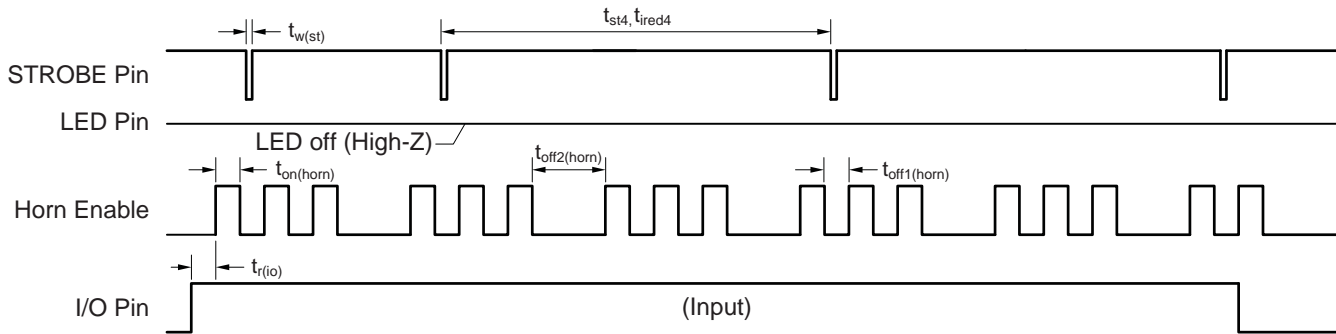 t_w(st)
t_st4, t_ired4
STROBE Pin
LED Pin
LED off (High-Z)
t_on(horn)
t_off2(horn)
t_off1(horn)
Horn Enable
t_r(io)
I/O Pin
(Input)